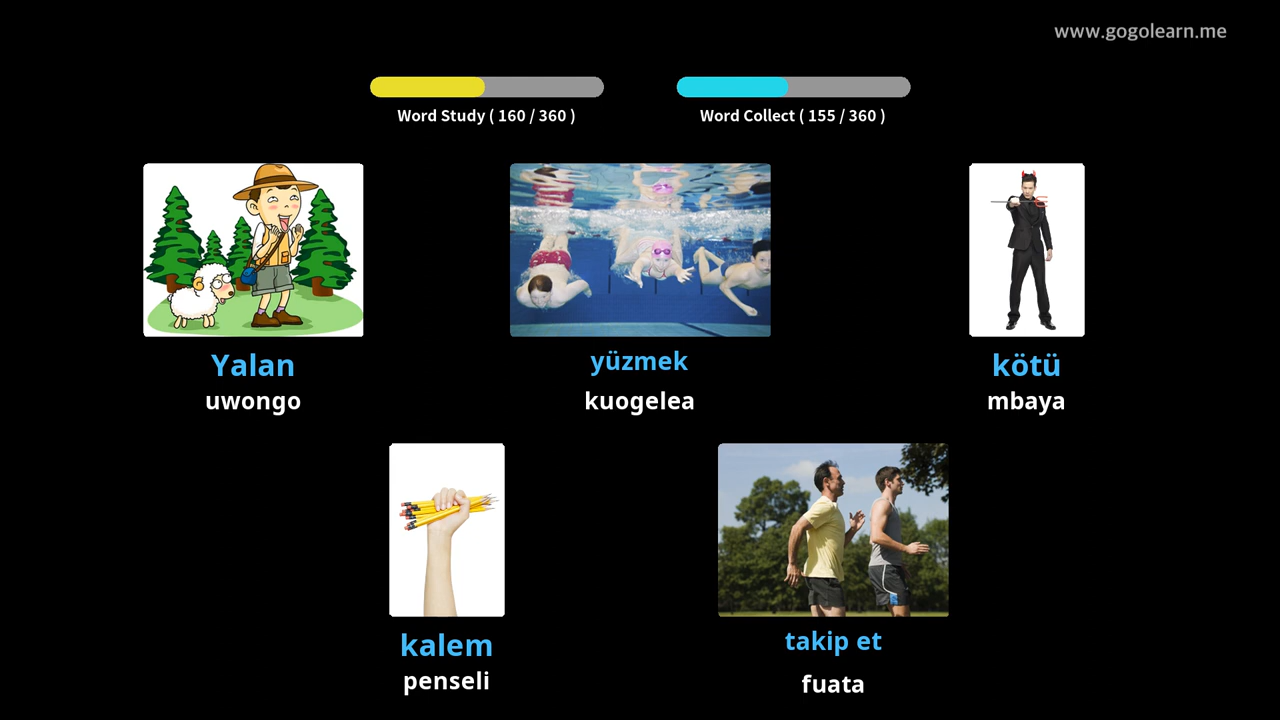 www.gogolearn.me
Word Study ( 160 / 360 )
Word Collect ( 155 / 360 )
Yalan
uwongo
yüzmek
kuogelea
kötü
mbaya
kalem
penseli
takip et
fuata